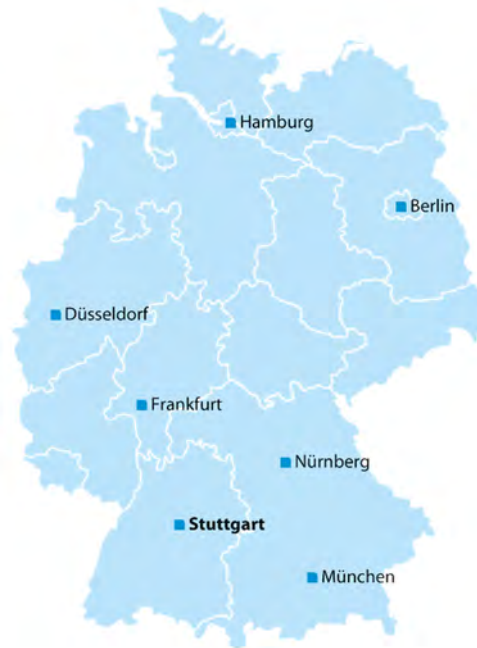 Hamburg
Berlin
Düsseldorf
Frankfurt
Nürnberg
Stuttgart
München